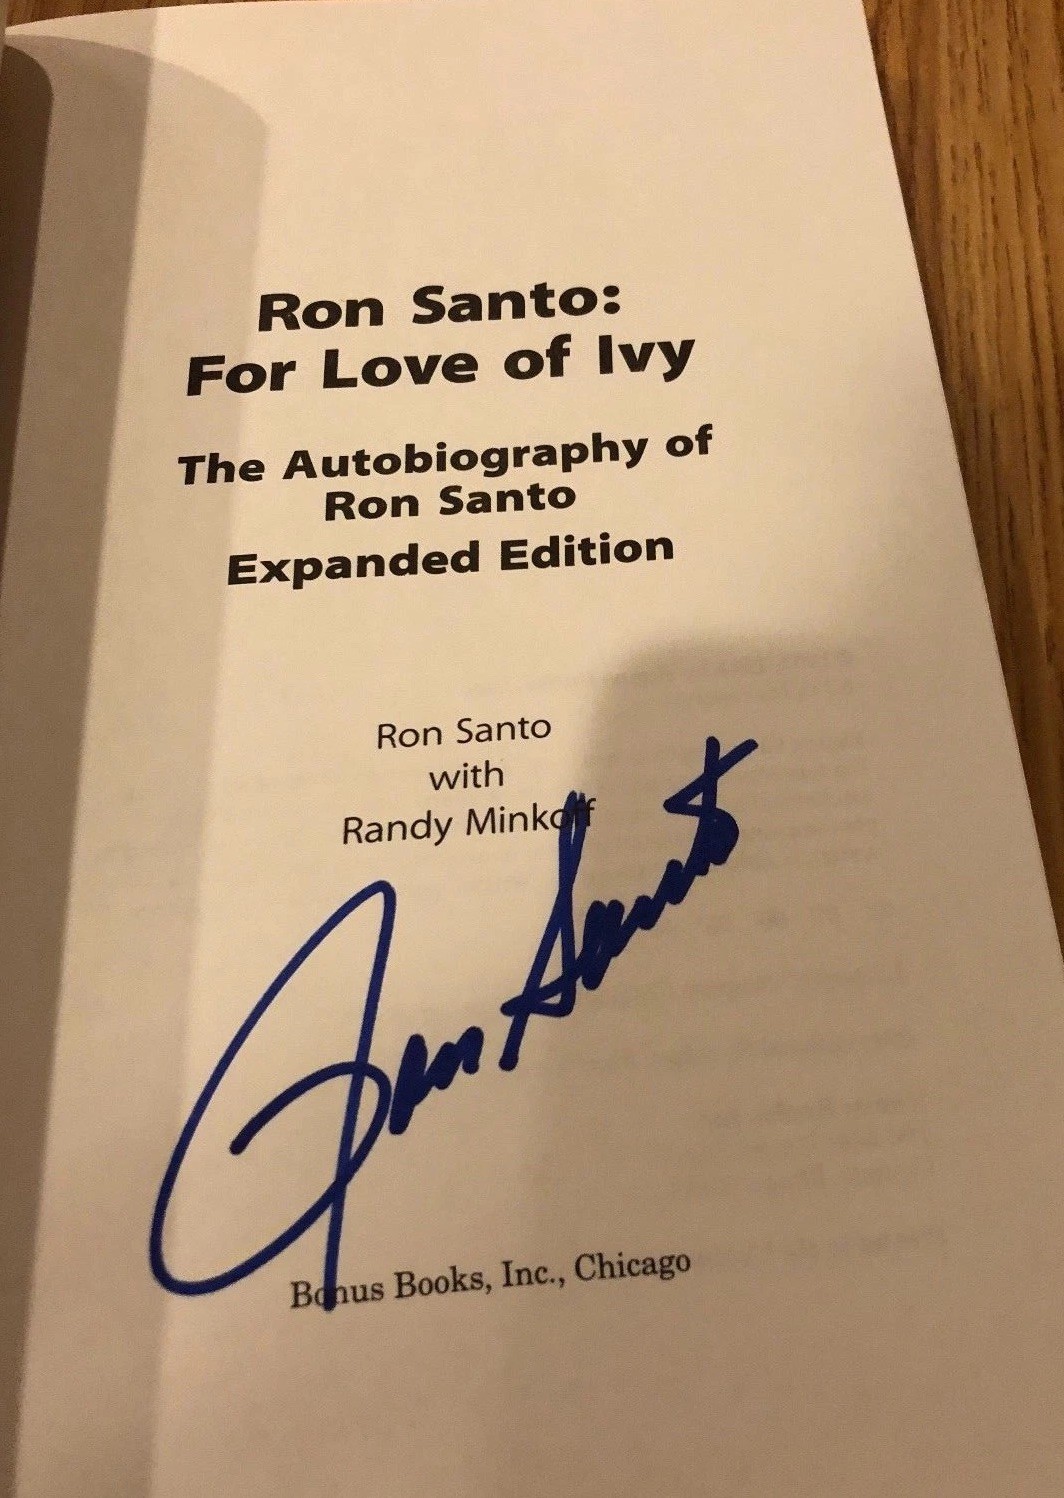 Ron Santo:
For Love of Ivy
The Autobiography of
Ron Santo
Expanded Edition
Ron Santo
with
Randy Minkoff
Ron Santo
Bonus Books, Inc., Chicago